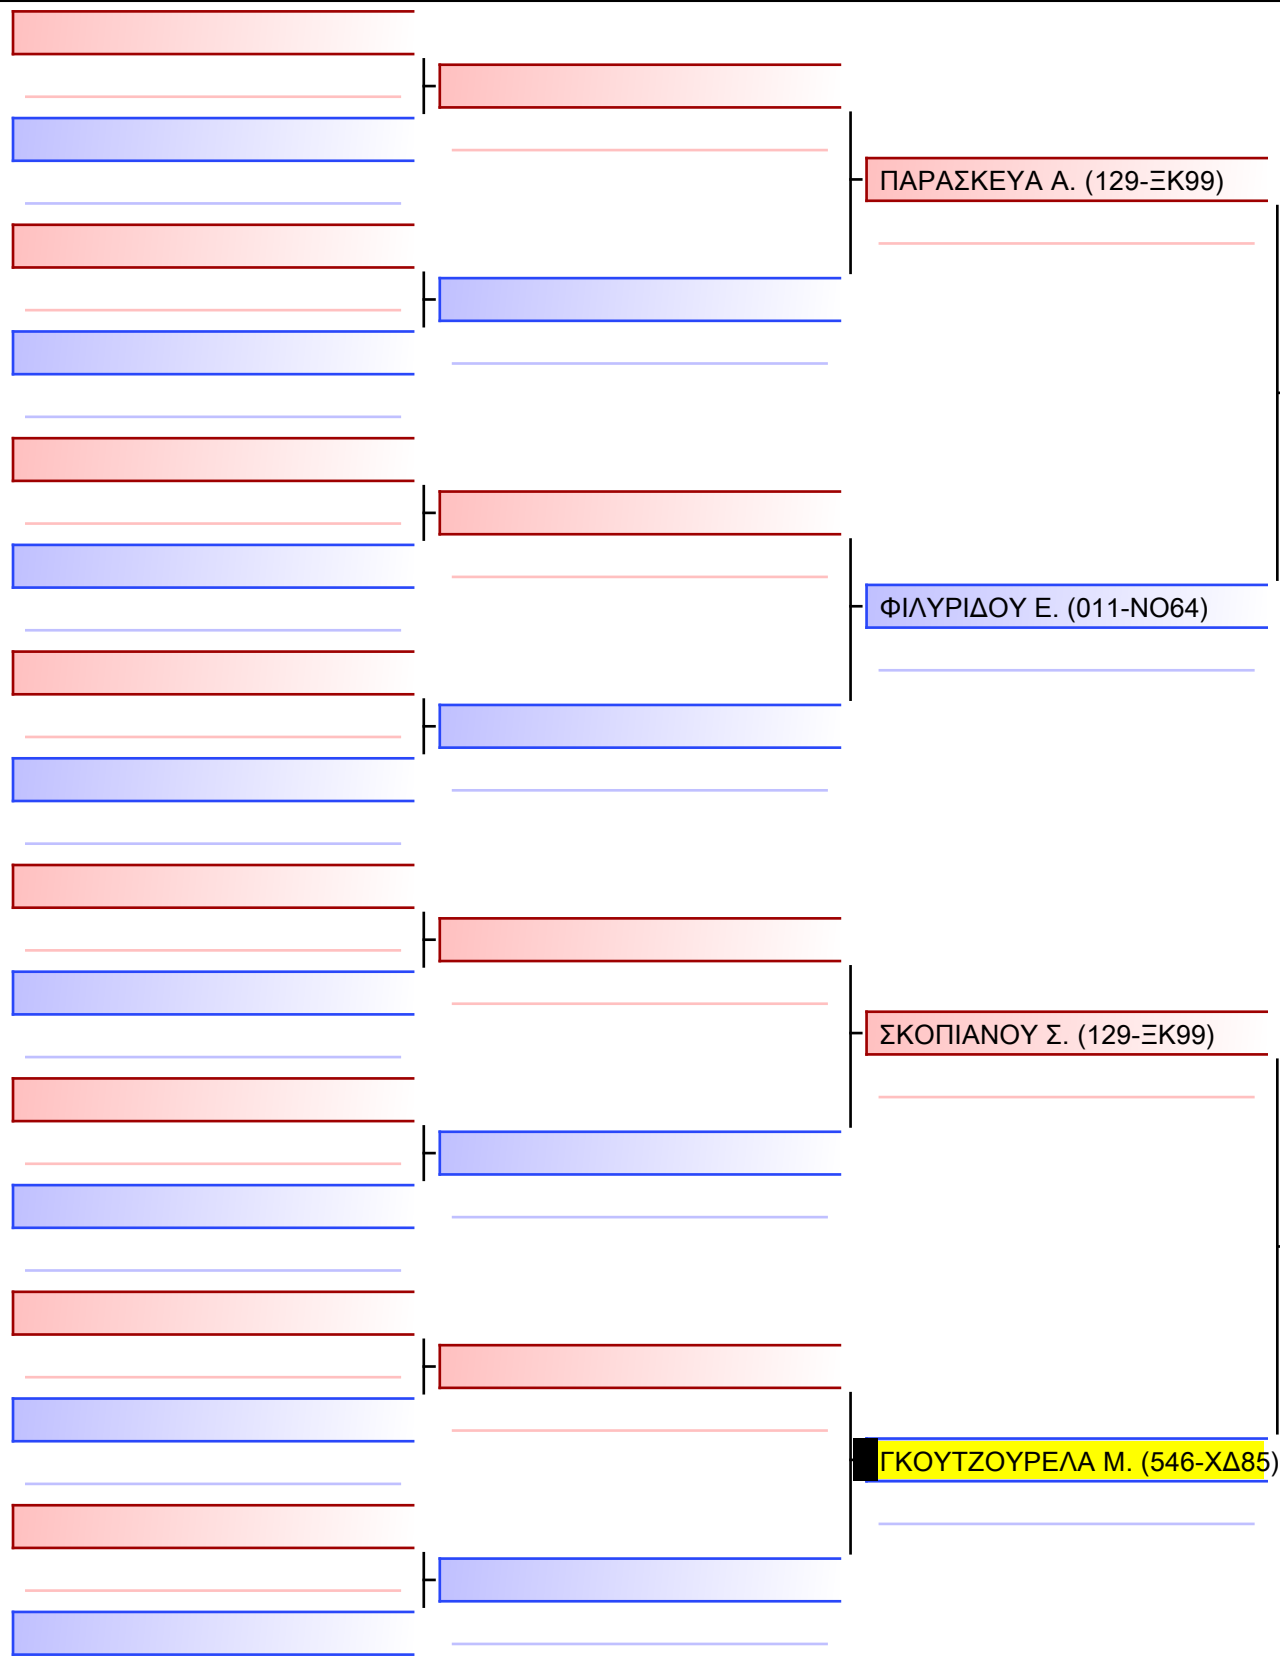 ΠΑΡΑΣΚΕΥΑ Α. (129-ΞΚ99)
ΦΙΛΥΡΙΔΟΥ Ε. (011-ΝΟ64)
ΣΚΟΠΙΑΝΟΥ Σ. (129-ΞΚ99)
ΓΚΟΥΤΖΟΥΡΕΛΑ Μ. (546-ΧΔ85)